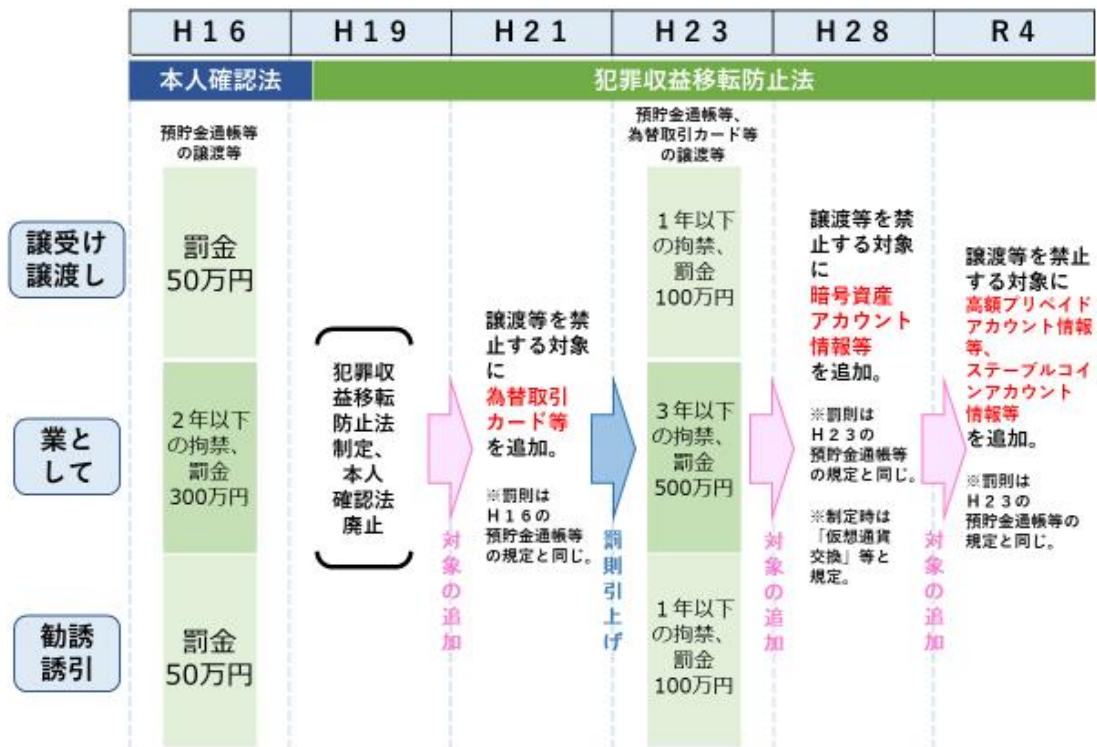 H16
H19
H21
H23
H28
R4
本人確認法
犯罪収益移転防止法
譲受け
譲渡し
業と
して
勧誘
誘引
預貯金通帳等
の譲渡等
罰金
50万円
2年以下
の拘禁、
罰金
300万円
罰金
50万円
犯罪収
益移転
防止法
制定、
本人
確認法
廃止
対象の追加
譲渡等を禁
止する対象
に
為替取引
カード等
を追加。
※罰則は
H16の
預貯金通帳等
の規定と同じ。
罰則引上げ
預貯金通帳等、
為替取引カード等
の譲渡等
1年以下
の拘禁、
罰金
100万円
3年以下
の拘禁、
罰金
500万円
1年以下
の拘禁、
罰金
100万円
対象の追加
譲渡等を禁
止する対象
に
暗号資産
アカウント
情報等
を追加。
※罰則は
H23の
預貯金通帳等
の規定と同じ。
※制定時は
「仮想通貨
交換」等と
規定。
対象の追加
譲渡等を禁止
する対象に
高額プリペイド
アカウント情報
等、
ステーブルコイ
ンアカウント
情報等
を追加。
※罰則は
H23の
預貯金通帳等の
規定と同じ。